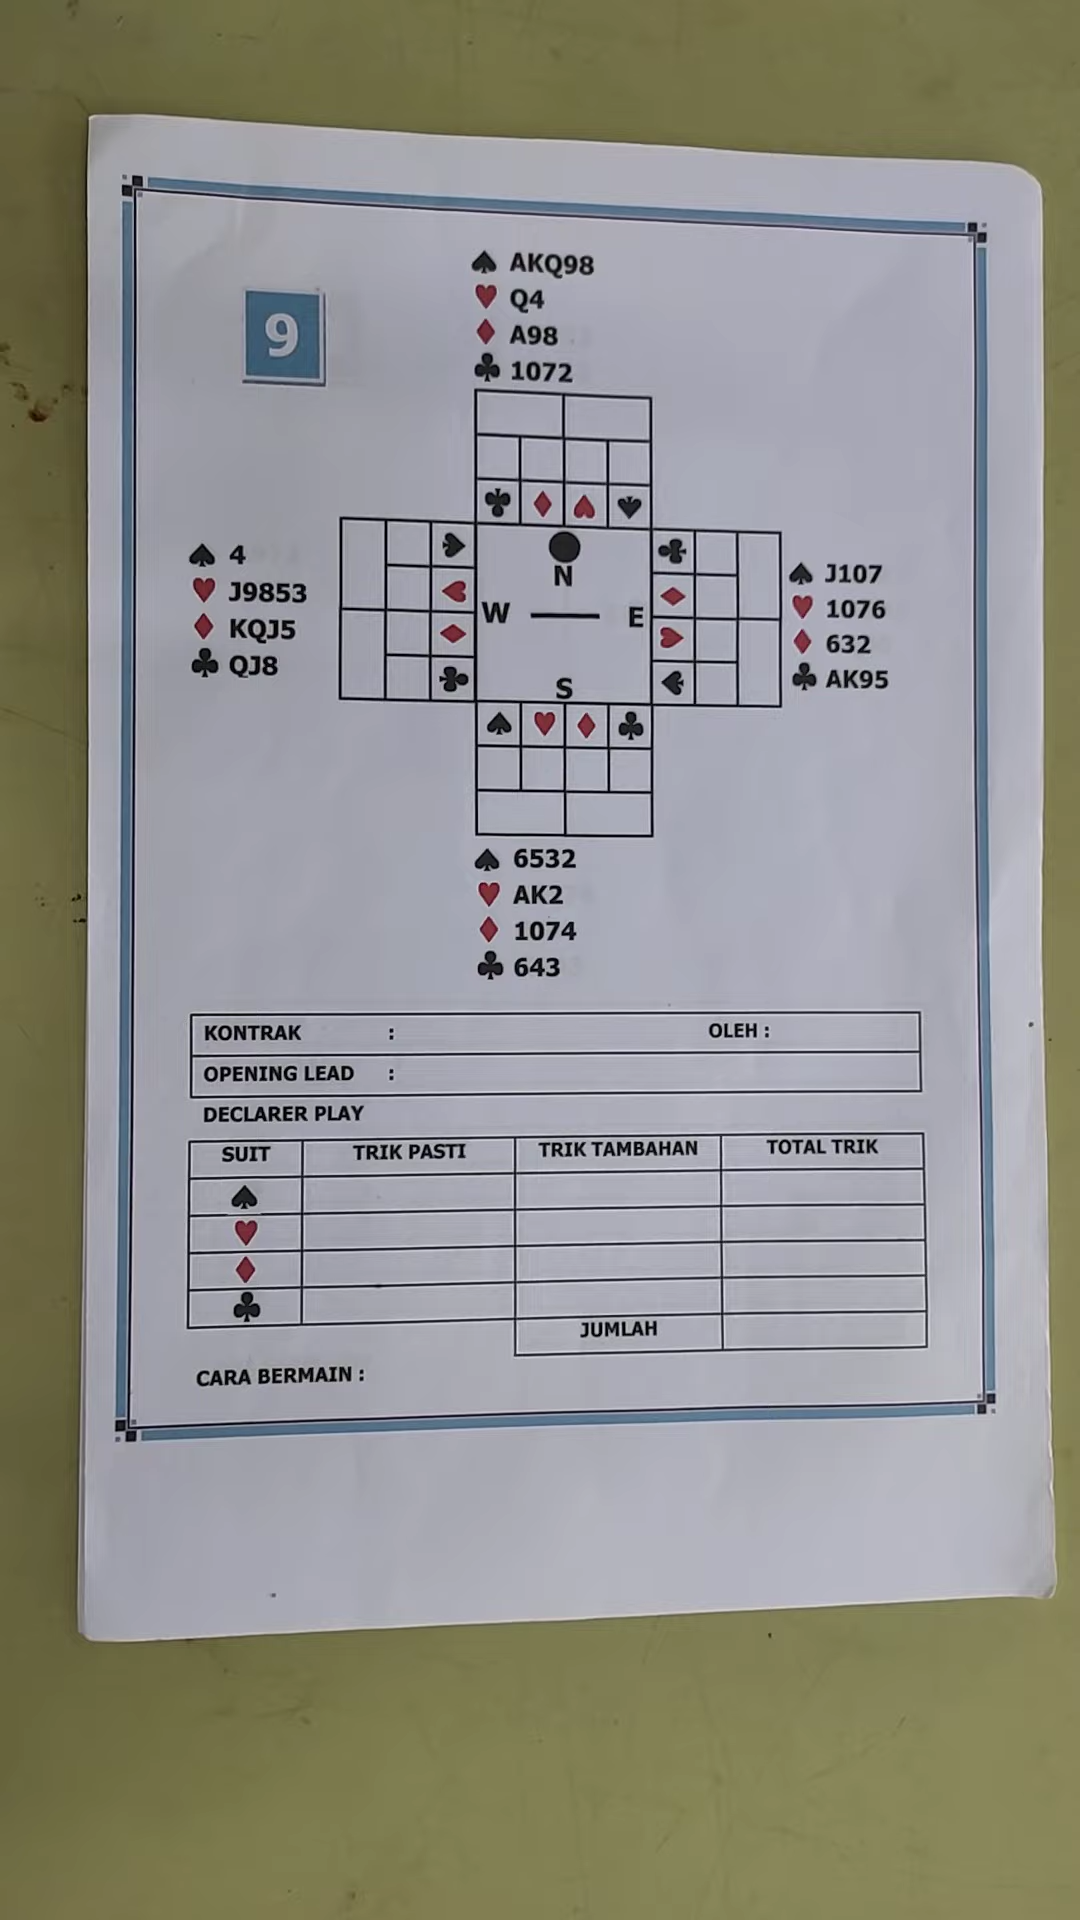 9
♠ AKQ98
♥ Q4
♦ A98
♣ 1072
♣ ♦ ♥ ♠
♠ 4
♥ J9853
♦ KQJ5
♣ QJ8
♠ ♥ ♦ ♣
N
W E
S
♣ ♦ ♥ ♠
♠ J107
♥ 1076
♦ 632
♣ AK95
♠ ♥ ♦ ♣
♠ 6532
♥ AK2
♦ 1074
♣ 643
KONTRAK : OLEH :
OPENING LEAD :
DECLARER PLAY
SUIT TRIK PASTI TRIK TAMBAHAN TOTAL TRIK
♠
♥
♦
♣
JUMLAH
CARA BERMAIN :